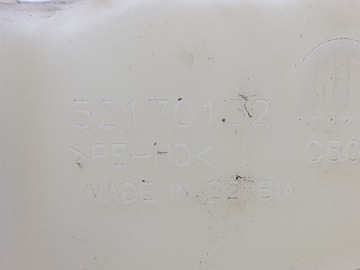 52170132
>PE-HD<
MADE IN SERBIA